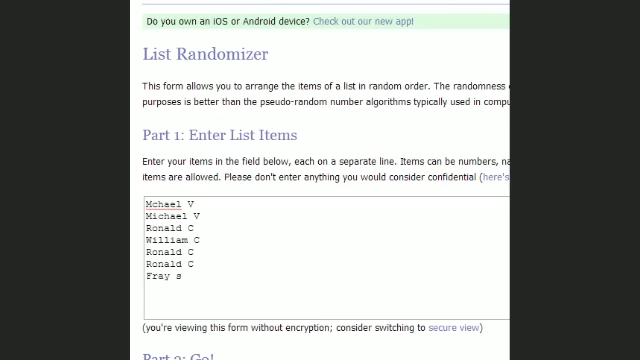 Do you own an iOS or Android device? Check out our new app!
List Randomizer
This form allows you to arrange the items of a list in random order. The randomness
purposes is better than the pseudo-random number algorithms typically used in
Part 1: Enter List Items
Enter your items in the field below, each on a separate line. Items can be numbers,
items are allowed. Please don't enter anything you would consider confidential (here's
Mchael V
Michael V
Ronald C
William C
Ronald C
Ronald C
Fray s
(you're viewing this form without encryption; consider switching to secure view)
Part 2: Go!